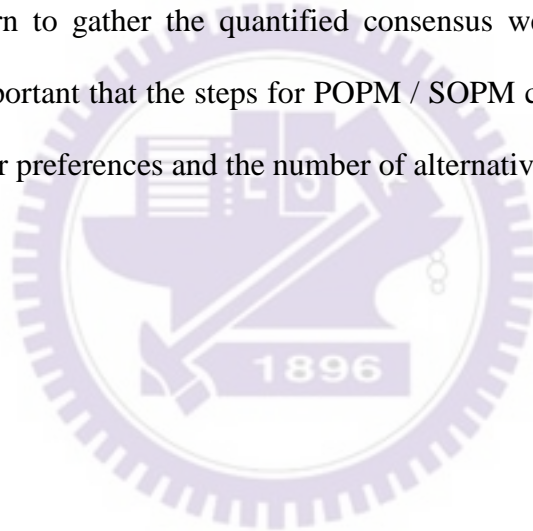 rn to gather the quantified consensus we
portant that the steps for POPM / SOPM c
r preferences and the number of alternativ
E S A
1896